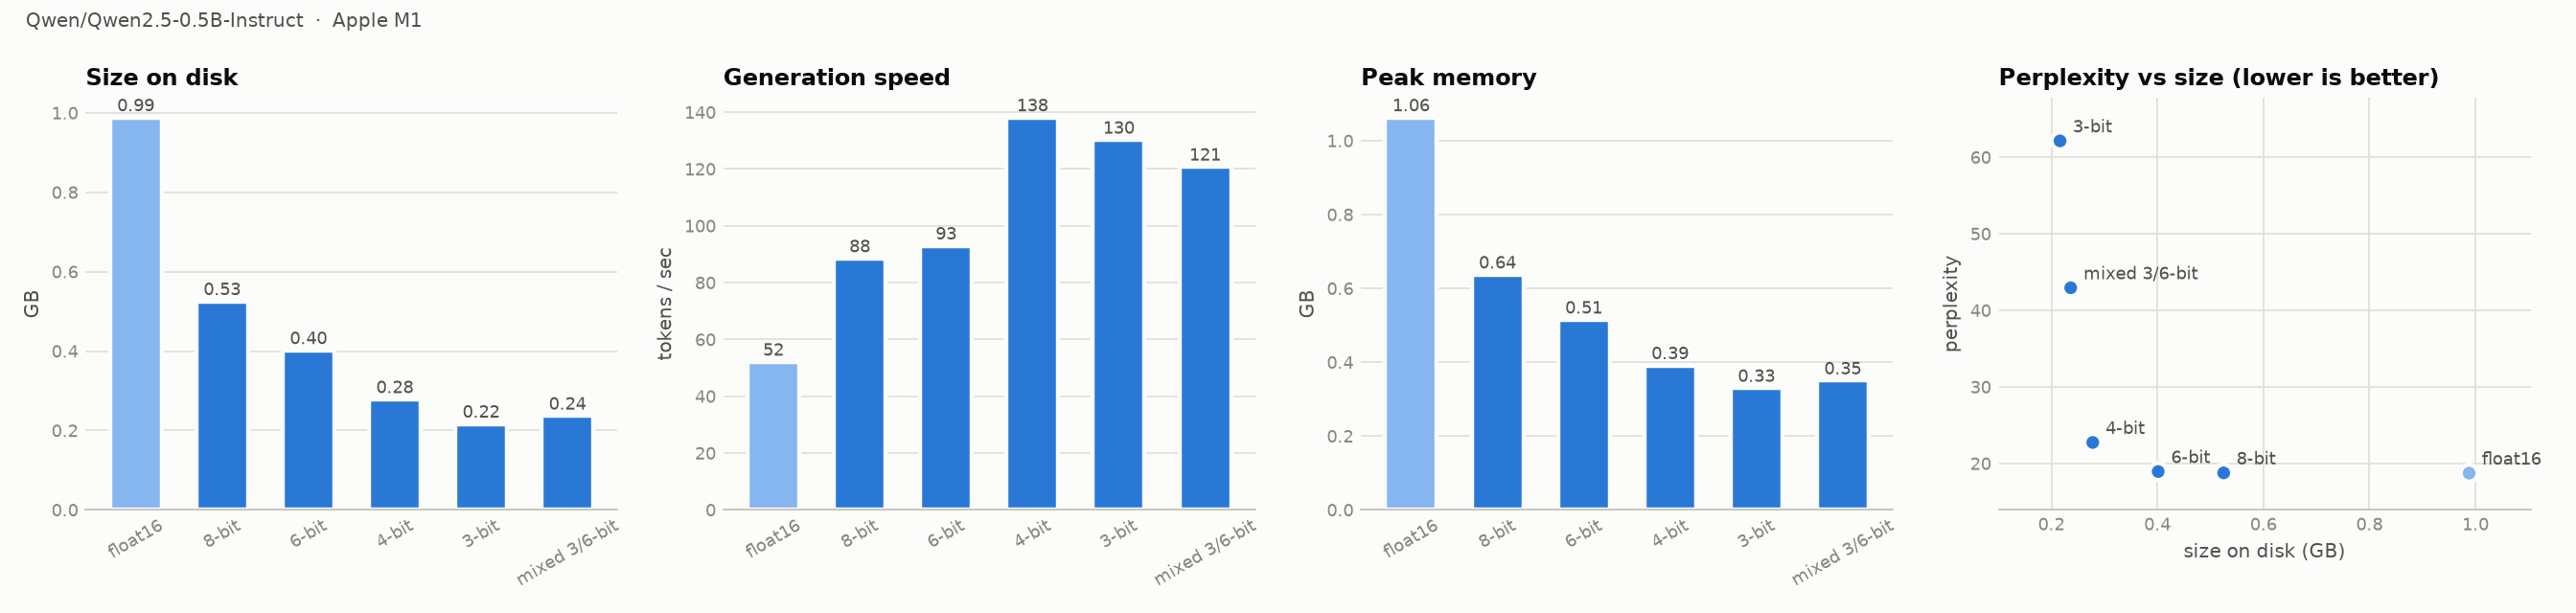 Qwen/Qwen2.5-0.5B-Instruct · Apple M1
Size on disk
GB
1.0
0.8
0.6
0.4
0.2
0.0
0.99
0.53
0.40
0.28
0.22
0.24
float16
8-bit
6-bit
4-bit
3-bit
mixed 3/6-bit
Generation speed
tokens / sec
140
120
100
80
60
40
20
0
52
88
93
138
130
121
float16
8-bit
6-bit
4-bit
3-bit
mixed 3/6-bit
Peak memory
GB
1.0
0.8
0.6
0.4
0.2
0.0
1.06
0.64
0.51
0.39
0.33
0.35
float16
8-bit
6-bit
4-bit
3-bit
mixed 3/6-bit
Perplexity vs size (lower is better)
perplexity
60
50
40
30
20
3-bit
mixed 3/6-bit
4-bit
6-bit
8-bit
float16
0.2
0.4
0.6
0.8
1.0
size on disk (GB)